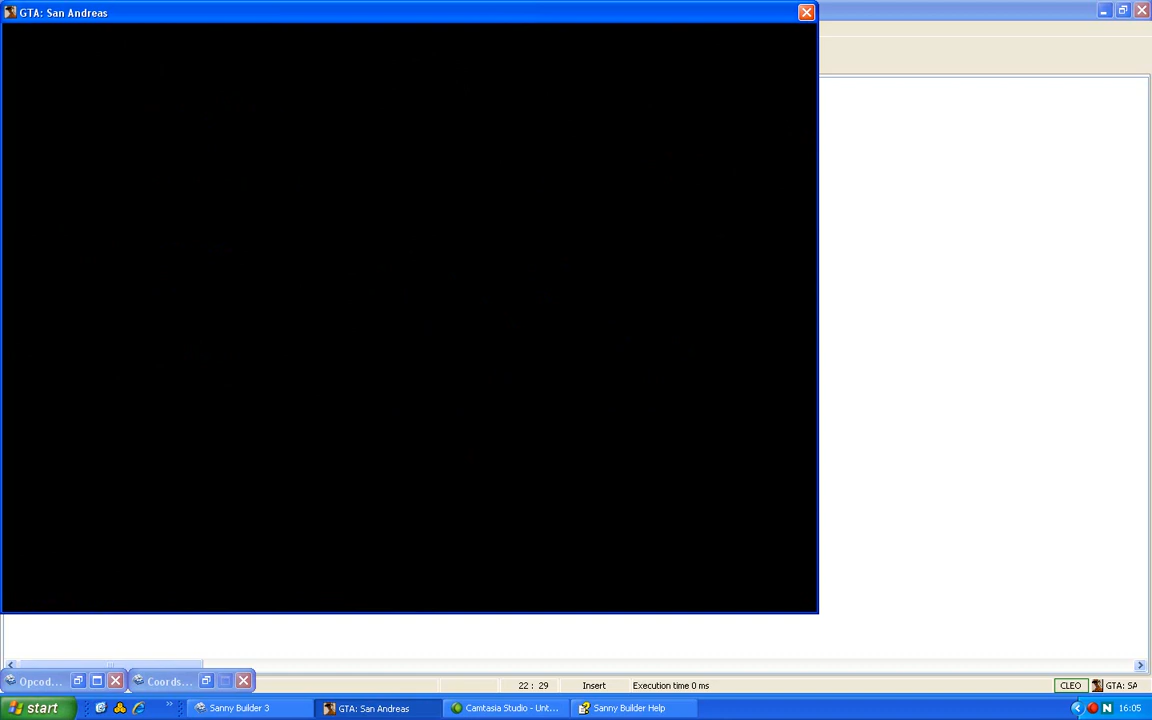 GTA: San Andreas
Opcod...
Coords...
22 : 29
Insert
Execution time 0 ms
CLEO
GTA: SA
start
»
Sanny Builder 3
GTA: San Andreas
Camtasia Studio - Unt...
Sanny Builder Help
N
16:05